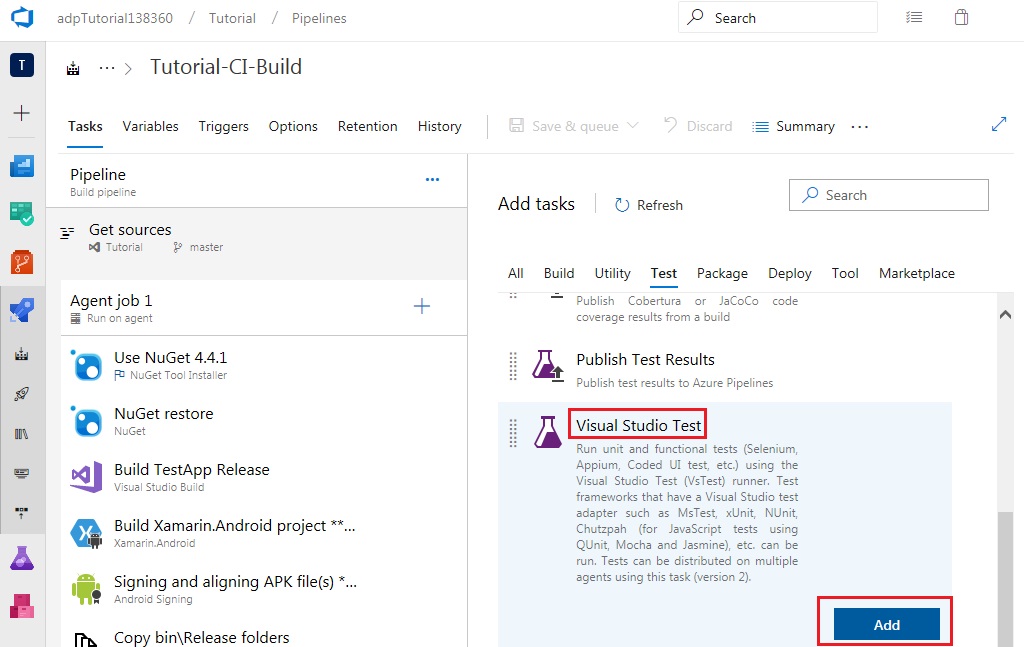 adpTutorial138360 / Tutorial / Pipelines
Search
T
... > Tutorial-CI-Build
Tasks Variables Triggers Options Retention History Save & queue Discard Summary ...
Pipeline
Build pipeline
...
Get sources
Tutorial master
Agent job 1
Run on agent
+
Use NuGet 4.4.1
NuGet Tool Installer
NuGet restore
NuGet
Build TestApp Release
Visual Studio Build
Build Xamarin.Android project **...
Xamarin.Android
Signing and aligning APK file(s) *...
Android Signing
Copy bin\Release folders
Add tasks
Refresh
Search
All Build Utility Test Package Deploy Tool Marketplace
Publish Cobertura or JaCoCo code
coverage results from a build
Publish Test Results
Publish test results to Azure Pipelines
Visual Studio Test
Run unit and functional tests (Selenium,
Appium, Coded UI test, etc.) using the
Visual Studio Test (VsTest) runner. Test
frameworks that have a Visual Studio test
adapter such as MsTest, xUnit, NUnit,
Chutzpah (for JavaScript tests using
QUnit, Mocha and Jasmine), etc. can be
run. Tests can be distributed on multiple
agents using this task (version 2).
Add